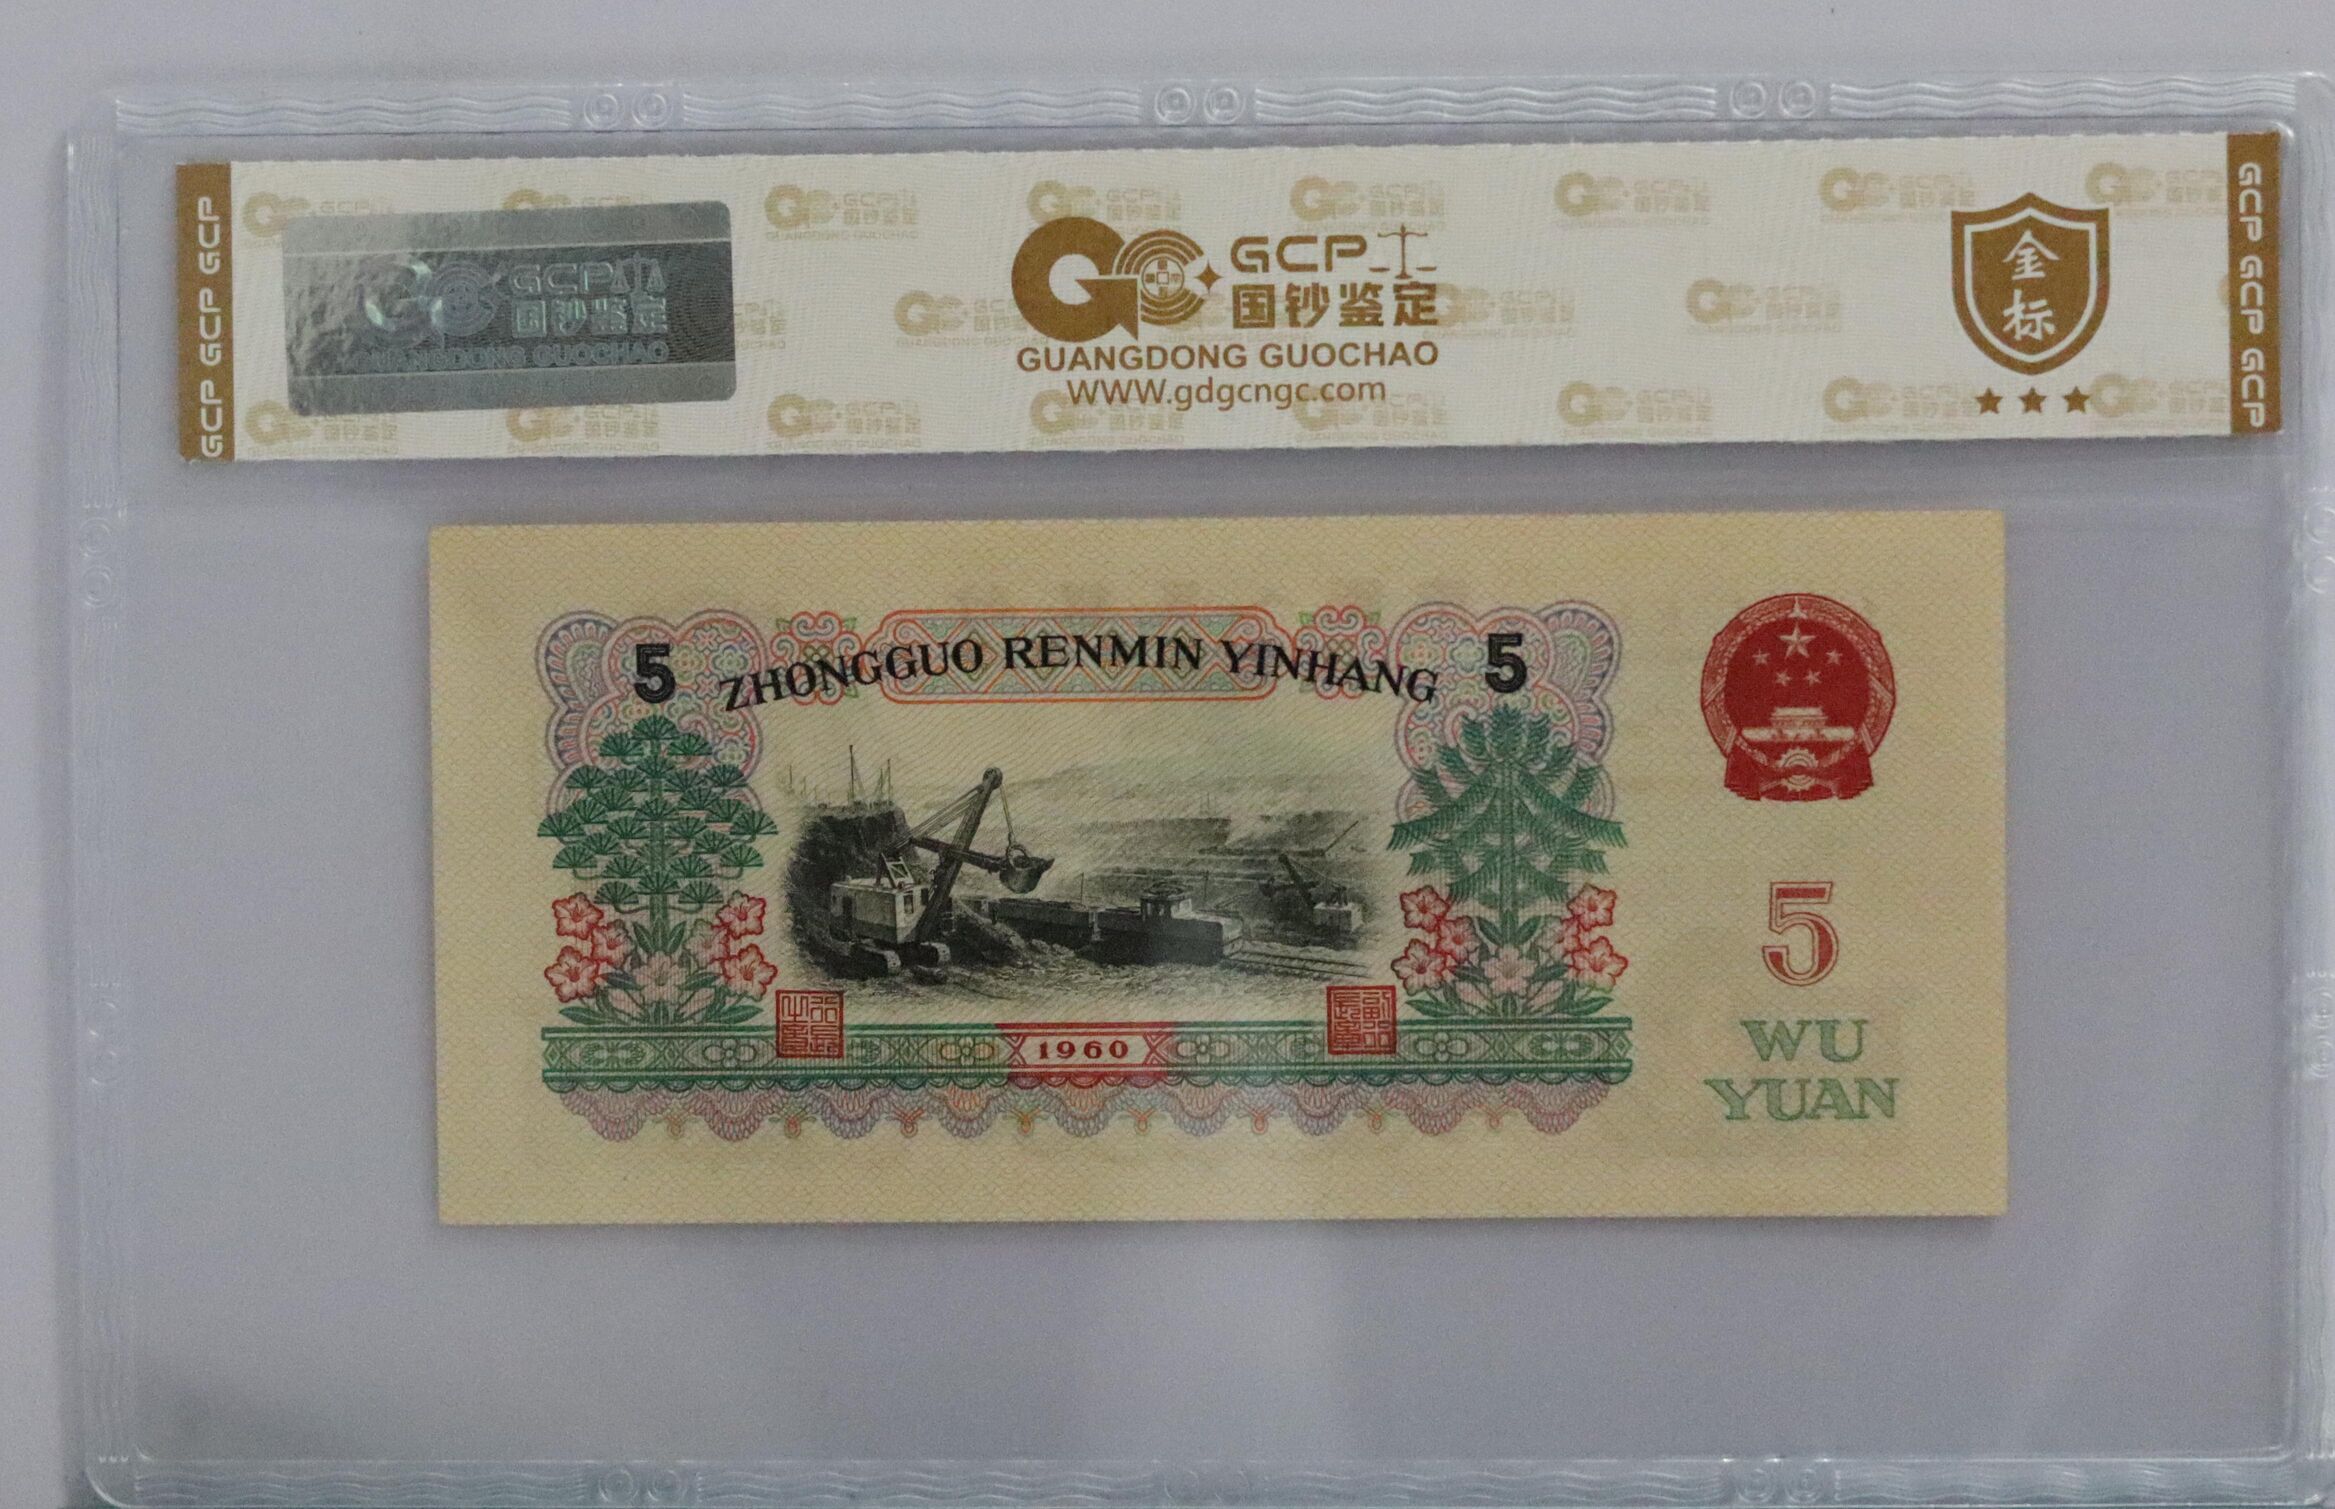 GCP GCP GCP
GCP
国钞鉴定
GUANGDONG GUOCHAO
GCP
国钞鉴定
GUANGDONG GUOCHAO
WWW.gdgcngc.com
金
标
GCP GCP GCP
5 ZHONGGUO RENMIN YINHANG 5
5
WU
YUAN
1960